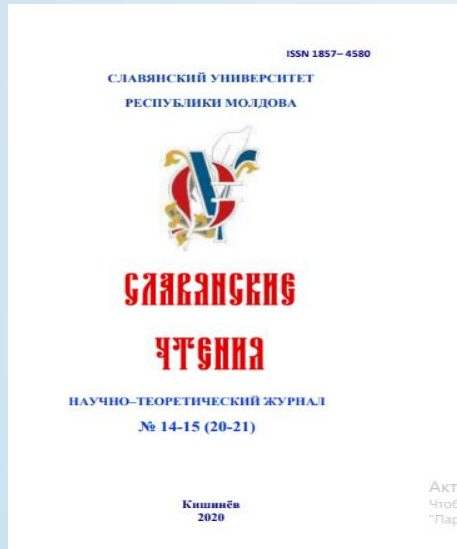 ISSN 1857– 4580
СЛАВЯНСКИЙ УНИВЕРСИТЕТ
РЕСПУБЛИКИ МОЛДОВА
СЛАВЯНСКИЕ
ЧТЕНИЯ
НАУЧНО–ТЕОРЕТИЧЕСКИЙ ЖУРНАЛ
№ 14-15 (20-21)
Кишинёв
2020